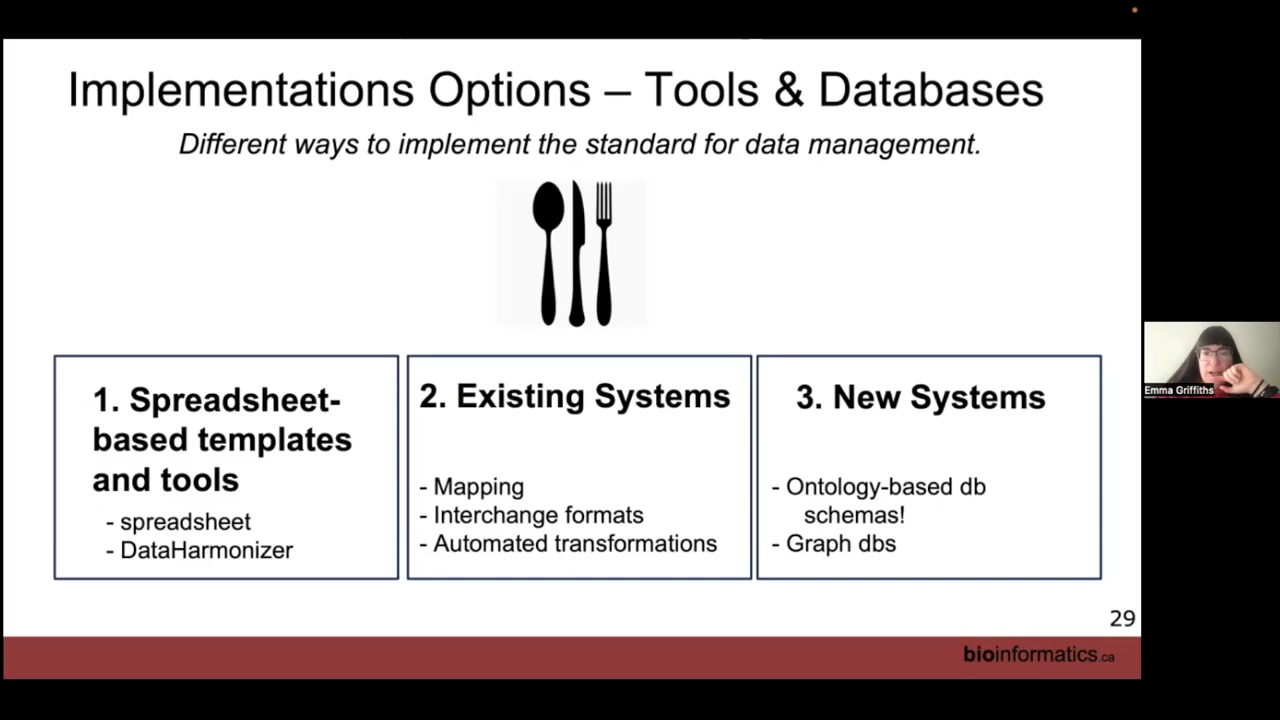 Implementations Options – Tools & Databases
Different ways to implement the standard for data management.
1. Spreadsheet-
based templates
and tools
- spreadsheet
- DataHarmonizer
2. Existing Systems
- Mapping
- Interchange formats
- Automated transformations
3. New Systems
- Ontology-based db
schemas!
- Graph dbs
Emma Griffiths
29
bioinformatics.ca